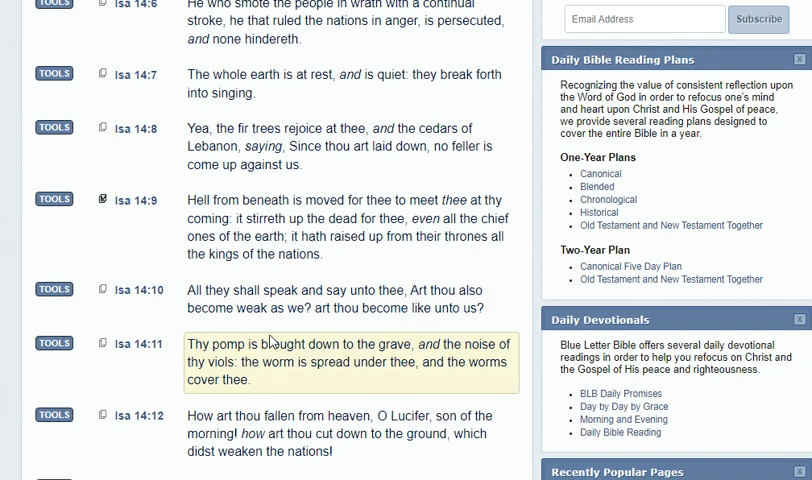 TOOLS Isa 14:6 He who smote the people in wrath with a continual
stroke, he that ruled the nations in anger, is persecuted,
and none hindereth.
TOOLS Isa 14:7 The whole earth is at rest, and is quiet: they break forth
into singing.
TOOLS Isa 14:8 Yea, the fir trees rejoice at thee, and the cedars of
Lebanon, saying, Since thou art laid down, no feller is
come up against us.
TOOLS Isa 14:9 Hell from beneath is moved for thee to meet thee at thy
coming: it stirreth up the dead for thee, even all the chief
ones of the earth; it hath raised up from their thrones all
the kings of the nations.
TOOLS Isa 14:10 All they shall speak and say unto thee, Art thou also
become weak as we? art thou become like unto us?
TOOLS Isa 14:11 Thy pomp is brought down to the grave, and the noise of
thy viols: the worm is spread under thee, and the worms
cover thee.
TOOLS Isa 14:12 How art thou fallen from heaven, O Lucifer, son of the
morning! how art thou cut down to the ground, which
didst weaken the nations!
Email Address Subscribe
Daily Bible Reading Plans X
Recognizing the value of consistent reflection upon
the Word of God in order to refocus one's mind
and heart upon Christ and His Gospel of peace,
we provide several reading plans designed to
cover the entire Bible in a year.
One-Year Plans
Canonical
Blended
Chronological
Historical
Old Testament and New Testament Together
Two-Year Plan
Canonical Five Day Plan
Old Testament and New Testament Together
Daily Devotionals X
Blue Letter Bible offers several daily devotional
readings in order to help you refocus on Christ and
the Gospel of His peace and righteousness.
BLB Daily Promises
Day by Day by Grace
Morning and Evening
Daily Bible Reading
Recently Popular Pages X